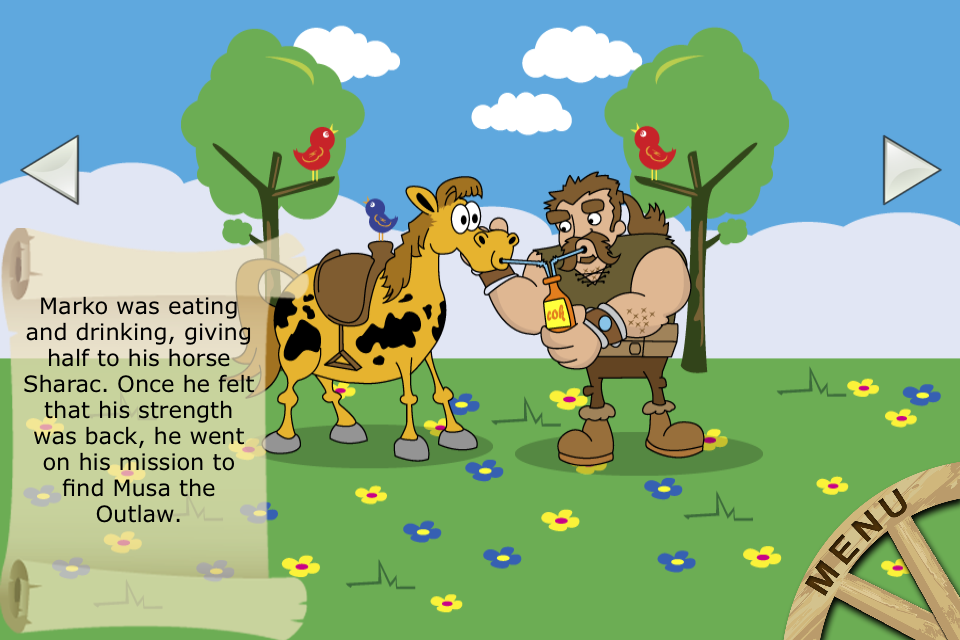 Marko was eating
and drinking, giving
half to his horse
Sharac. Once he felt
that his strength
was back, he went
on his mission to
find Musa the
Outlaw.
cok
MENU